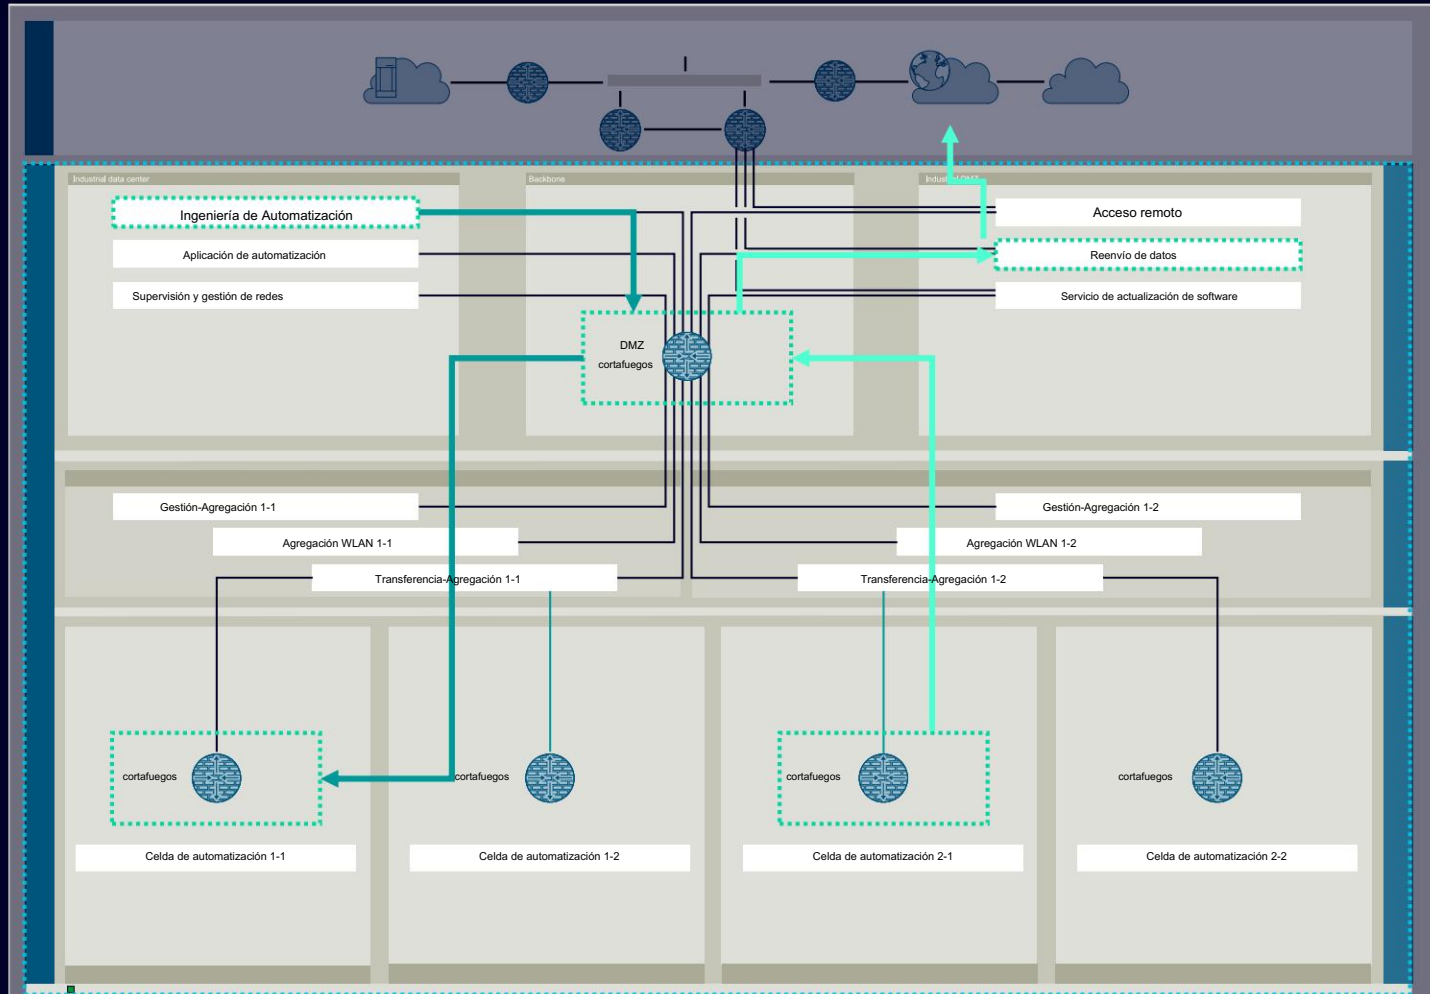 Industrial data center
Backbone
Industrial DMZ
Ingeniería de Automatización
Acceso remoto
Aplicación de automatización
Reenvío de datos
Supervisión y gestión de redes
Servicio de actualización de software
DMZ
cortafuegos
Gestión-Agregación 1-1
Gestión-Agregación 1-2
Agregación WLAN 1-1
Agregación WLAN 1-2
Transferencia-Agregación 1-1
Transferencia-Agregación 1-2
cortafuegos
cortafuegos
cortafuegos
cortafuegos
Celda de automatización 1-1
Celda de automatización 1-2
Celda de automatización 2-1
Celda de automatización 2-2